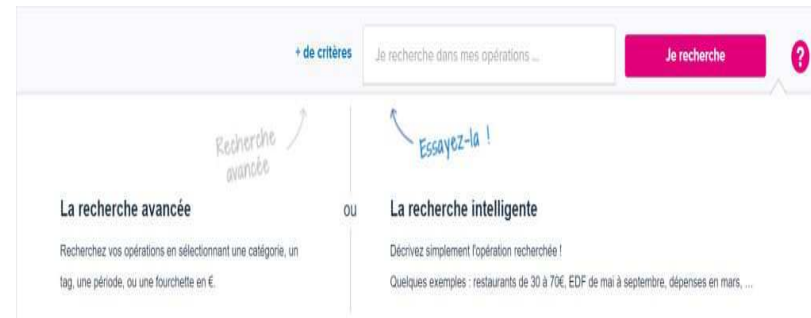 + de critères
Je recherche dans mes opérations ...
Je recherche
?
Recherche
avancée
Essayez-la !
La recherche avancée
ou
La recherche intelligente
Recherchez vos opérations en sélectionnant une catégorie, un
tag, une période, ou une fourchette en €.
Décrivez simplement l'opération recherchée !
Quelques exemples : restaurants de 30 à 70€, EDF de mai à septembre, dépenses en mars, ...